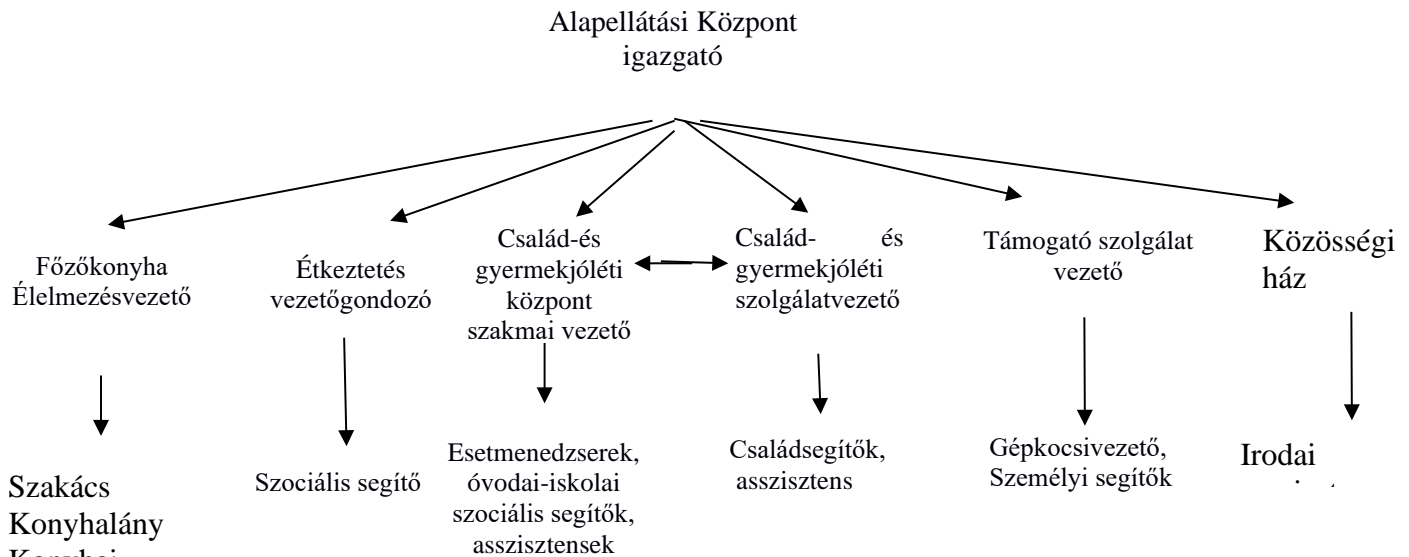 Alapellátási Központ
igazgató
Főzőkonyha
Élelmezésvezető
Étkeztetés
vezetőgondozó
Család-és
gyermekjóléti
központ
szakmai vezető
Család- és
gyermekjóléti
szolgálatvezető
Támogató szolgálat
vezető
Közösségi
ház
Szakács
Konyhalány
Szociális segítő
Esetmenedzserek,
óvodai-iskolai
szociális segítők,
asszisztensek
Családsegítők,
asszisztens
Gépkocsivezető,
Személyi segítők
Irodai